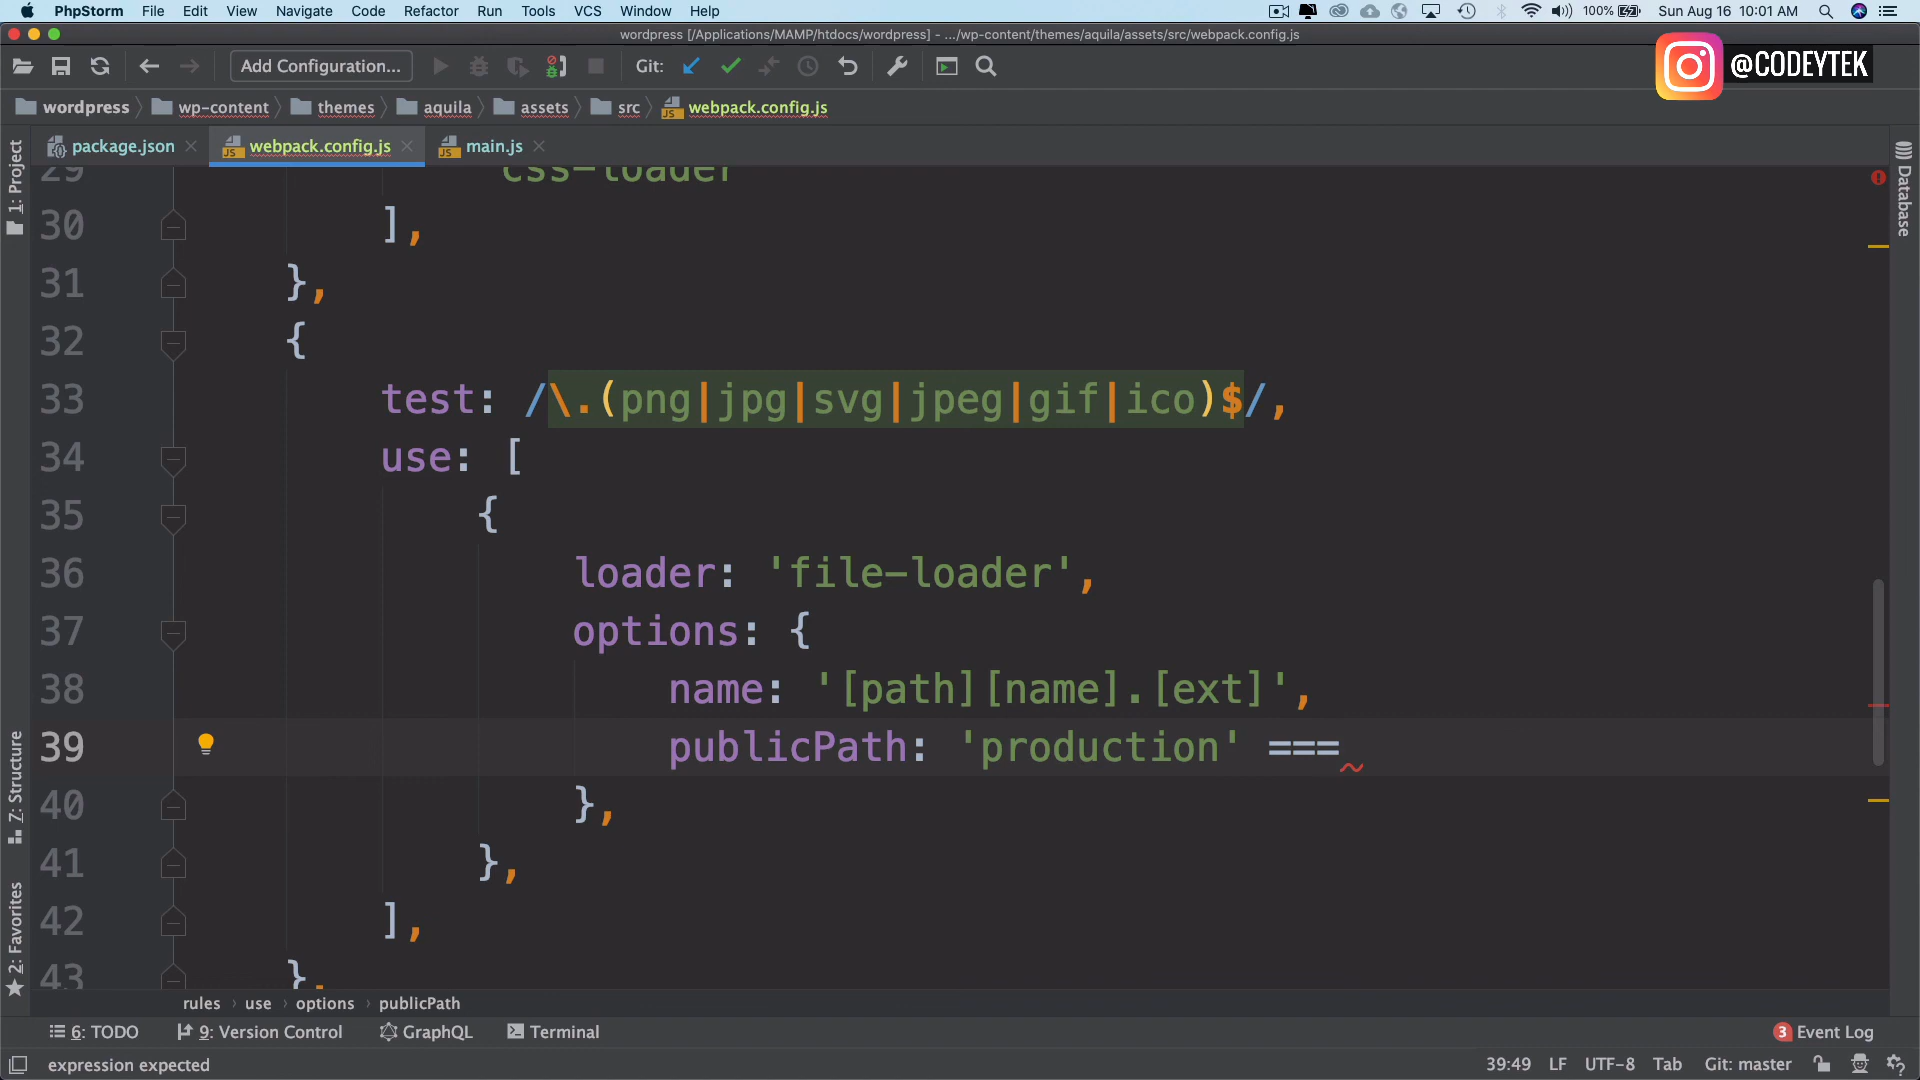 PhpStorm File Edit View Navigate Code Refactor Run Tools VCS Window Help 100% Sun Aug 16 10:01 AM
wordpress [/Applications/MAMP/htdocs/wordpress] - .../wp-content/themes/aquila/assets/src/webpack.config.js
Add Configuration... Git:
@CODEYTEK
wordpress wp-content themes aquila assets src webpack.config.js
package.json webpack.config.js main.js
1: Project
Database
29 css-loader
30 ],
31 },
32 {
33 test: /\.(png|jpg|svg|jpeg|gif|ico)$/,
34 use: [
35 {
36 loader: 'file-loader',
37 options: {
38 name: '[path][name].[ext]',
39 publicPath: 'production' ===
40 },
41 },
42 ],
43 },
Z: Structure
2: Favorites
rules › use › options › publicPath
6: TODO 9: Version Control GraphQL Terminal 3 Event Log
expression expected 39:49 LF UTF-8 Tab Git: master